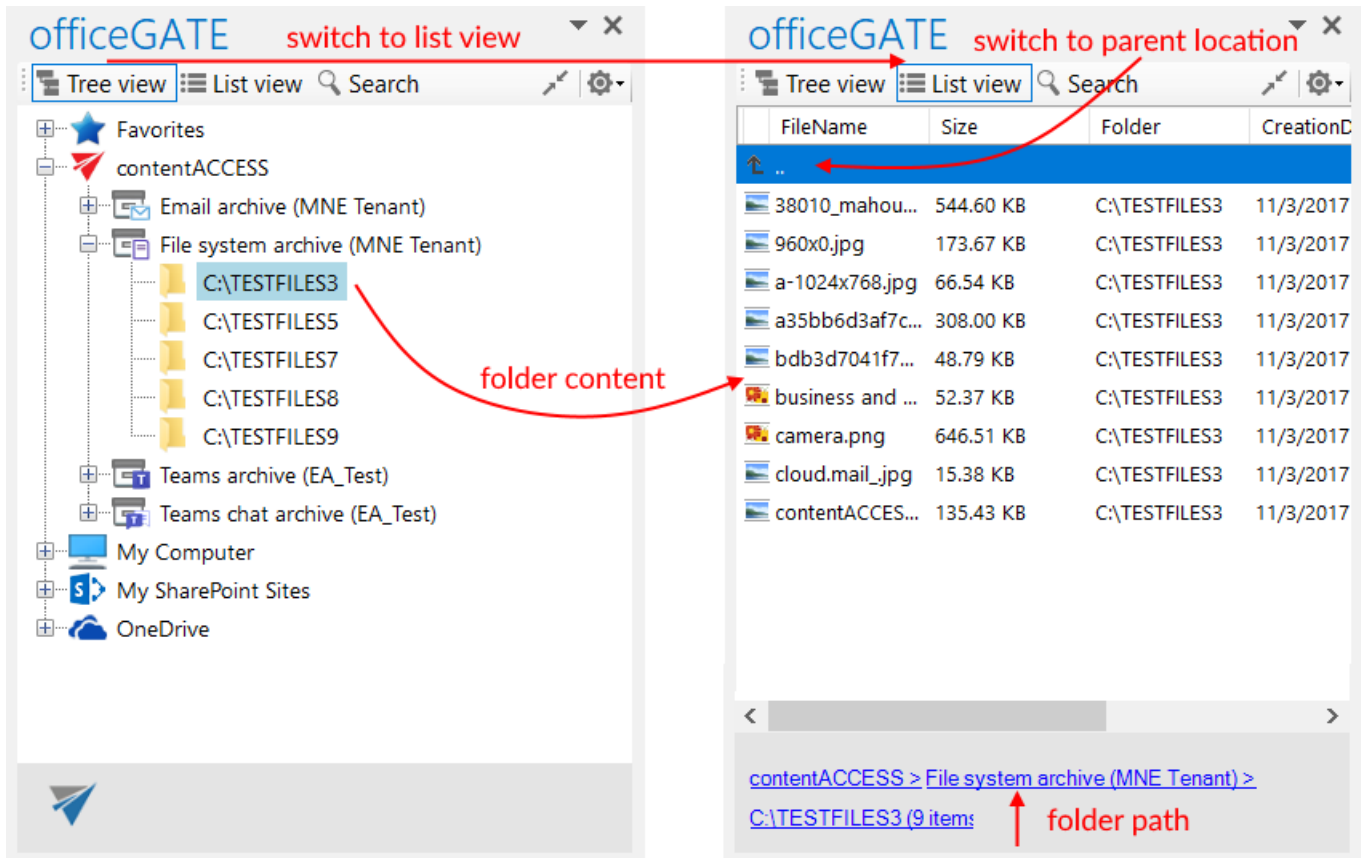 officeGATE
switch to list view
Tree view List view Search
Favorites
contentACCESS
Email archive (MNE Tenant)
File system archive (MNE Tenant)
C:\TESTFILES3
C:\TESTFILES5
C:\TESTFILES7
C:\TESTFILES8
C:\TESTFILES9
Teams archive (EA_Test)
Teams chat archive (EA_Test)
My Computer
My SharePoint Sites
OneDrive
folder content
officeGATE
switch to parent location
Tree view List view Search
FileName Size Folder CreationD
..
38010_mahou... 544.60 KB C:\TESTFILES3 11/3/2017
960x0.jpg 173.67 KB C:\TESTFILES3 11/3/2017
a-1024x768.jpg 66.54 KB C:\TESTFILES3 11/3/2017
a35bb6d3af7c... 308.00 KB C:\TESTFILES3 11/3/2017
bdb3d7041f7... 48.79 KB C:\TESTFILES3 11/3/2017
business and ... 52.37 KB C:\TESTFILES3 11/3/2017
camera.png 646.51 KB C:\TESTFILES3 11/3/2017
cloud.mail_.jpg 15.38 KB C:\TESTFILES3 11/3/2017
contentACCES... 135.43 KB C:\TESTFILES3 11/3/2017
contentACCESS > File system archive (MNE Tenant) >
C:\TESTFILES3 (9 items
folder path